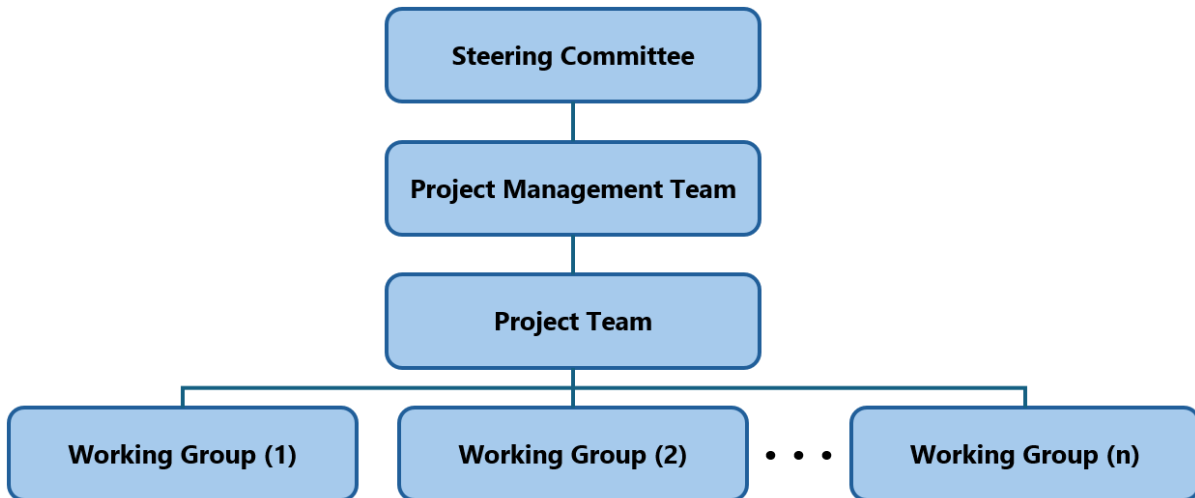 Steering Committee
Project Management Team
Project Team
Working Group (1)
Working Group (2)
• • •
Working Group (n)